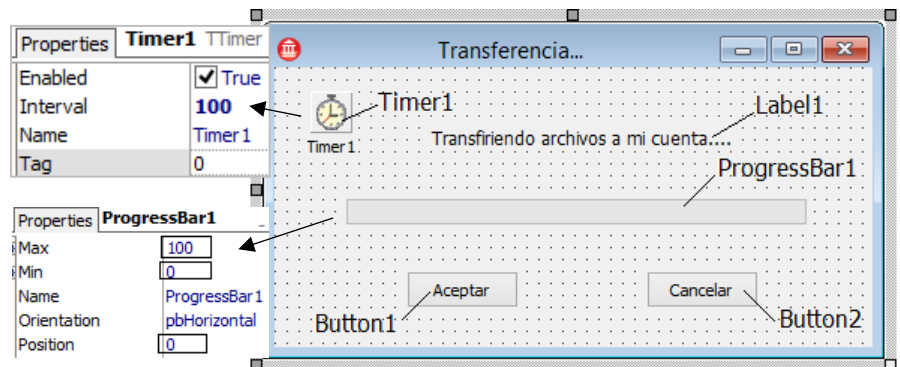 Properties Timer1 TTimer
Enabled True
Interval 100
Name Timer1
Tag 0
Properties ProgressBar1
Max 100
Min 0
Name ProgressBar1
Orientation pbHorizontal
Position 0
Transferencia...
Timer1
Timer1
Label1
Transfiriendo archivos a mi cuenta....
ProgressBar1
Aceptar
Cancelar
Button1
Button2